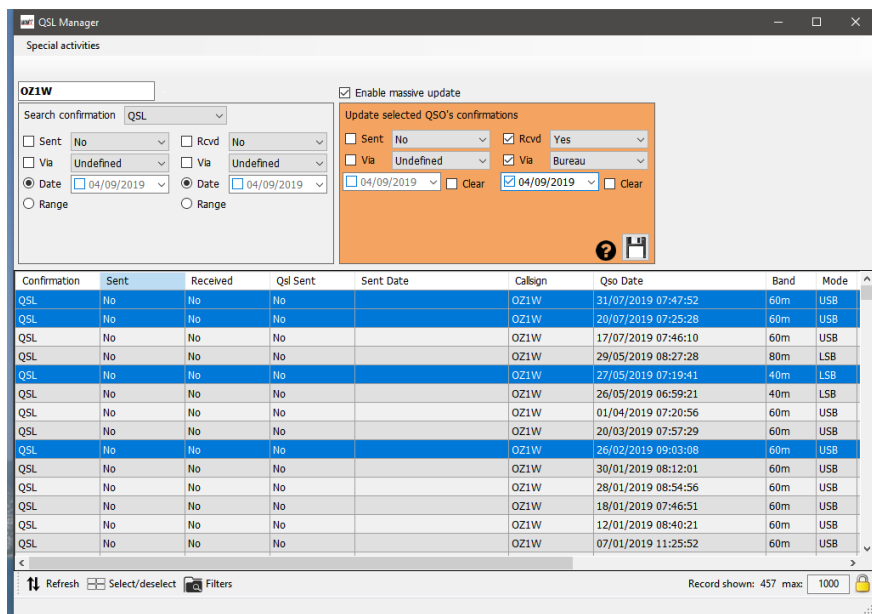 QSL Manager
Special activities
OZ1W
Enable massive update
Search confirmation QSL
Update selected QSO's confirmations
Sent No Rcvd No Sent No Rcvd Yes
Via Undefined Via Undefined Via Undefined Via Bureau
Date 04/09/2019 Date 04/09/2019 04/09/2019 Clear 04/09/2019 Clear
Range Range
Confirmation Sent Received Qsl Sent Sent Date Callsign Qso Date Band Mode
QSL No No No OZ1W 31/07/2019 07:47:52 60m USB
QSL No No No OZ1W 20/07/2019 07:25:28 60m USB
QSL No No No OZ1W 17/07/2019 07:46:10 60m USB
QSL No No No OZ1W 29/05/2019 08:27:28 80m LSB
QSL No No No OZ1W 27/05/2019 07:19:41 40m LSB
QSL No No No OZ1W 26/05/2019 06:59:21 40m LSB
QSL No No No OZ1W 01/04/2019 07:20:56 60m USB
QSL No No No OZ1W 20/03/2019 07:57:29 60m USB
QSL No No No OZ1W 26/02/2019 09:03:08 60m USB
QSL No No No OZ1W 30/01/2019 08:12:01 60m USB
QSL No No No OZ1W 28/01/2019 08:54:56 60m USB
QSL No No No OZ1W 18/01/2019 07:46:51 60m USB
QSL No No No OZ1W 12/01/2019 08:40:21 60m USB
QSL No No No OZ1W 07/01/2019 11:25:52 60m USB
Refresh Select/deselect Filters Record shown: 457 max: 1000